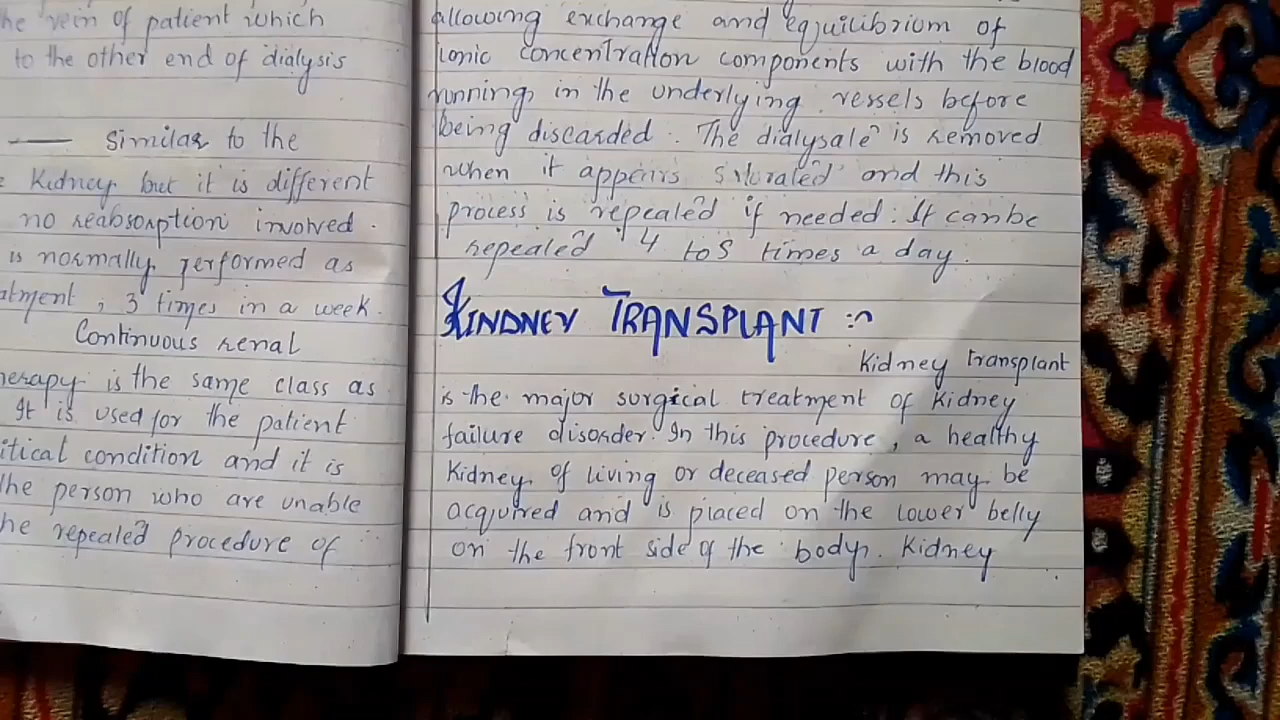 he vein of patient which
to the other end of dialysis
Similar to the
Kidney but it is different
no reabsorption involved.
is normally performed as
atment, 3 times in a week.
Continuous renal
herapy is the same class as
It is used for the patient
itical condition and it is
the person who are unable
he repeated procedure of
allowing exchange and equilibrium of
ionic concentration components with the blood
running in the underlying vessels before
being discarded. The dialysate is removed
when it appears saturated and this
process is repeated if needed. It can be
repeated 4 to 5 times a day.
KINDNEY TRANSPLANT :-
Kidney transplant
is the major surgical treatment of Kidney
failure disorder. In this procedure, a healthy
Kidney of living or deceased person may be
acquired and is placed on the lower belly
on the front side of the body. Kidney